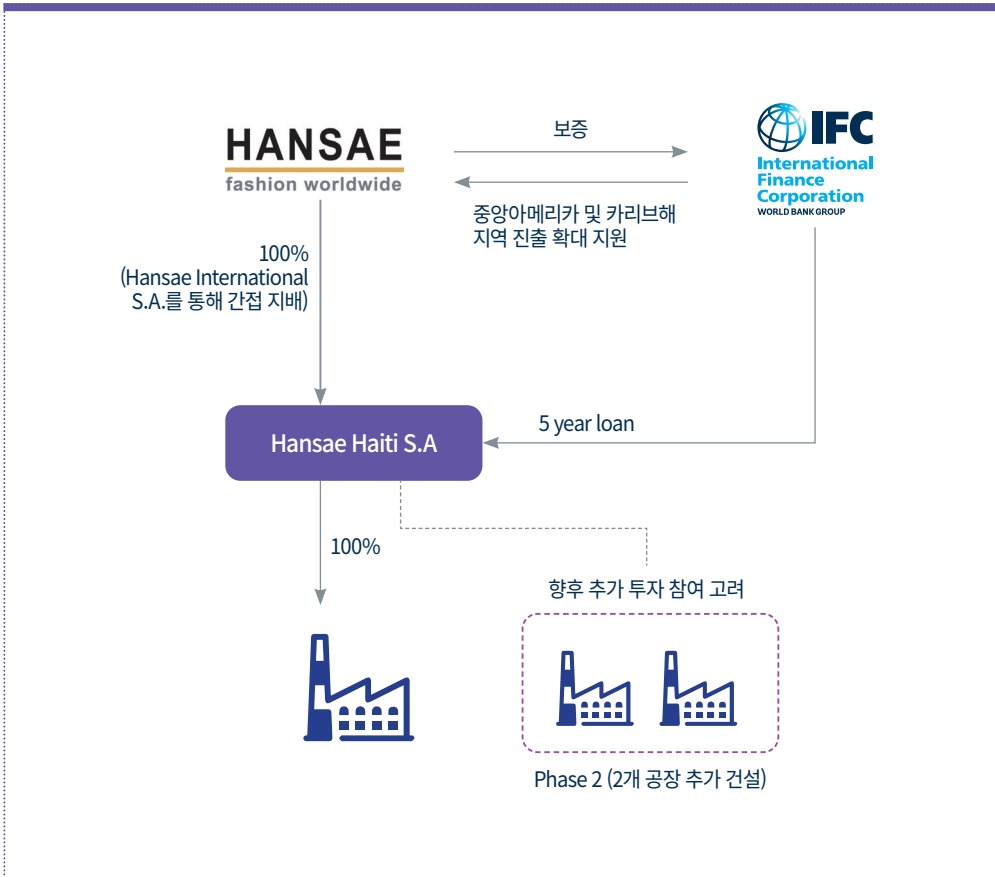 HANSAE
fashion worldwide
보증
IFC
International
Finance
Corporation
WORLD BANK GROUP
중앙아메리카 및 카리브해
지역 진출 확대 지원
100%
(Hansae International
S.A.를 통해 간접 지배)
Hansae Haiti S.A
5 year loan
100%
향후 추가 투자 참여 고려
Phase 2 (2개 공장 추가 건설)